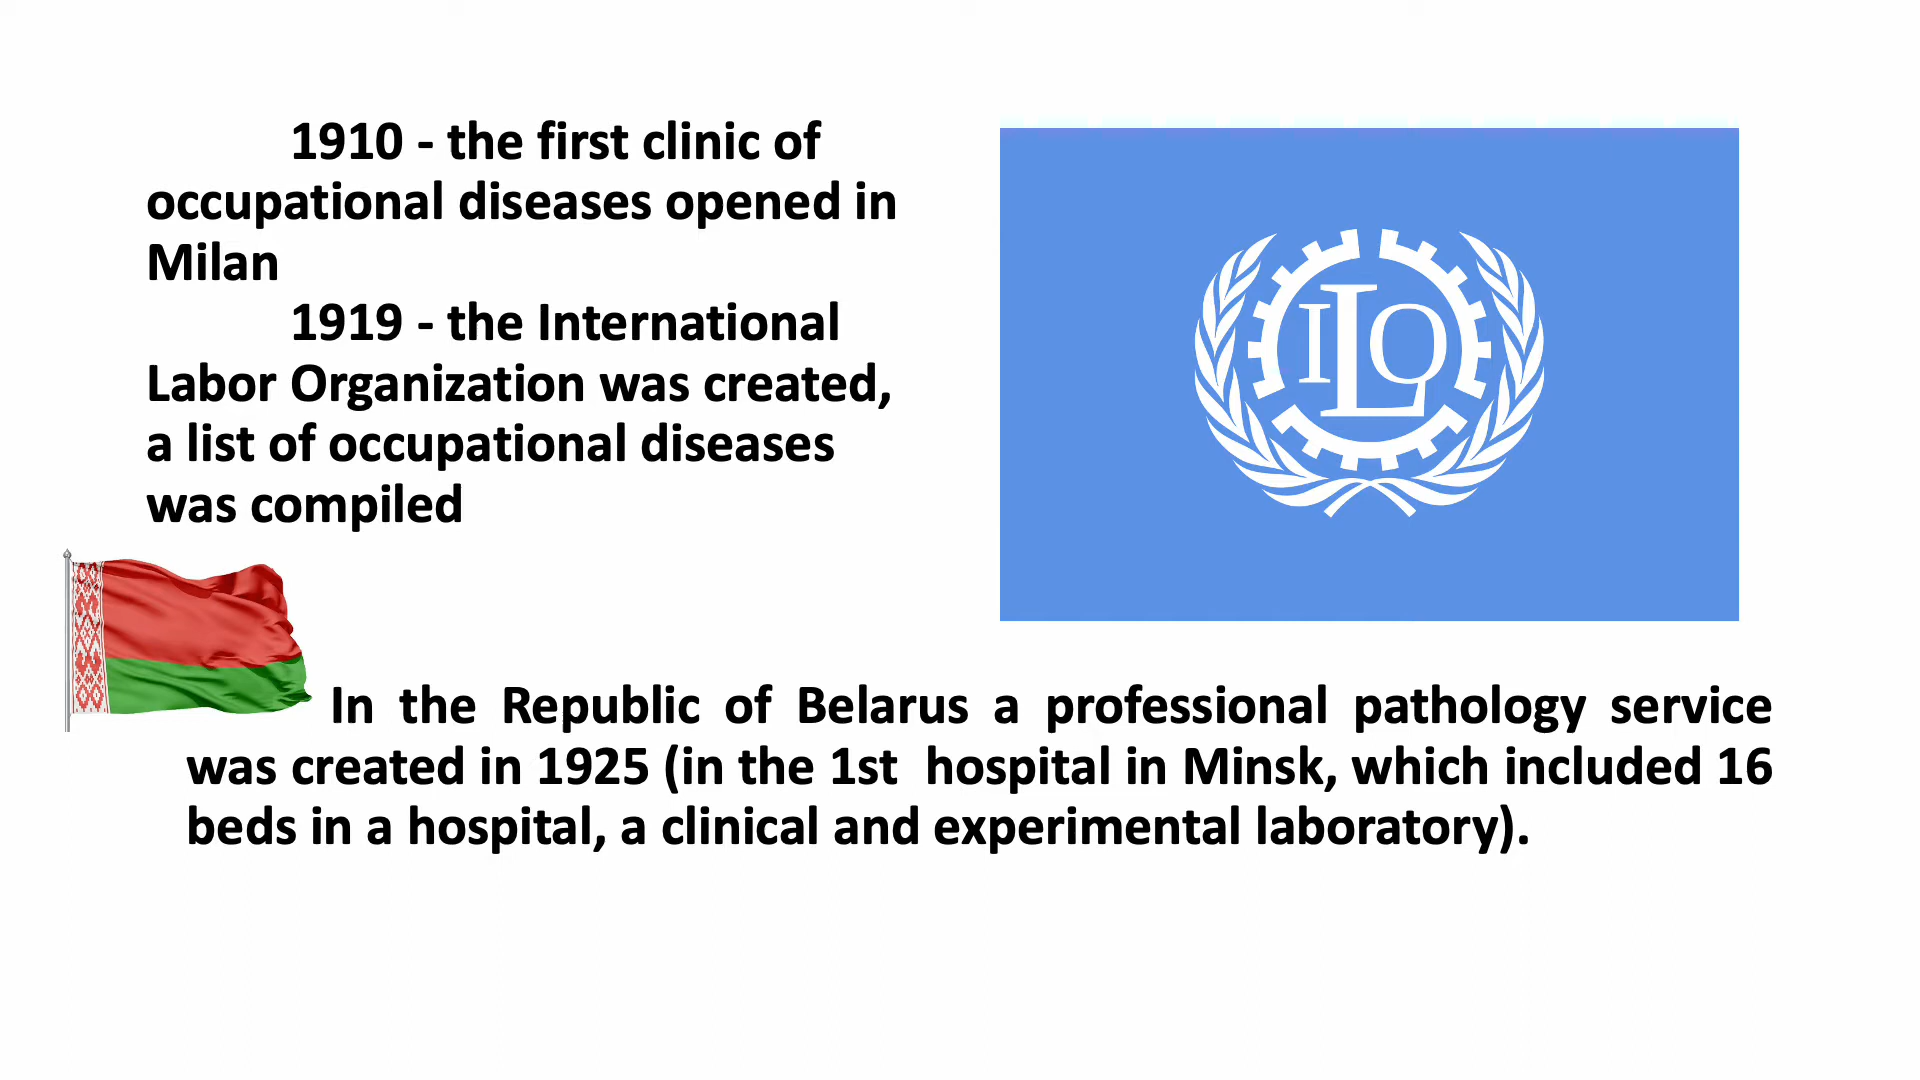 1910 - the first clinic of
occupational diseases opened in
Milan
1919 - the International
Labor Organization was created,
a list of occupational diseases
was compiled
ILO
In the Republic of Belarus a professional pathology service
was created in 1925 (in the 1st hospital in Minsk, which included 16
beds in a hospital, a clinical and experimental laboratory).